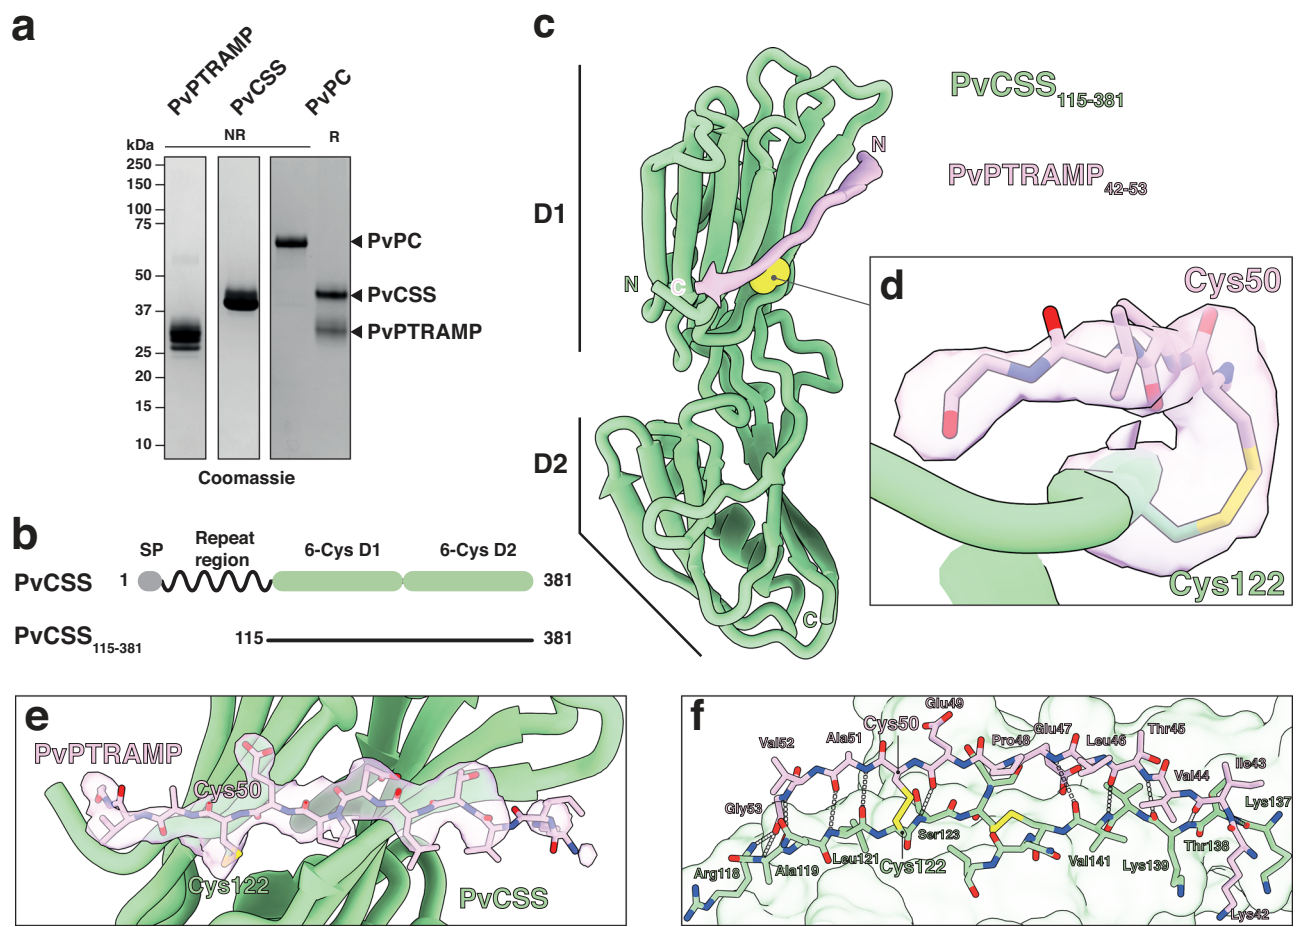 a
PvPTRAMP
PvCSS
PvPC
NR
R
kDa
250
150
100
75
50
37
25
20
15
10
PvPC
PvCSS
PvPTRAMP
Coomassie
b
SP
Repeat
region
6-Cys D1
6-Cys D2
PvCSS
1
381
PvCSS115-381
115
381
c
D1
D2
N
N
C
C
PvCSS115-381
PvPTRAMP42-53
d
Cys50
Cys122
e
PvPTRAMP
Cys50
Cys122
PvCSS
f
Glu49
Cys50
Val52
Ala51
Pro48
Glu47
Leu46
Thr45
Ile43
Val44
Gly53
Lys137
Ser123
Arg118
Ala119
Leu121
Cys122
Val141
Lys139
Thr138
Lys42